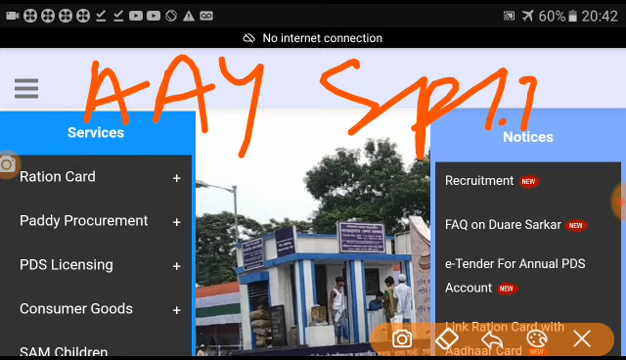 60% 20:42
No internet connection
AAY Spl.
Services
Ration Card +
Paddy Procurement +
PDS Licensing +
Consumer Goods +
SAM Children
Notices
Recruitment NEW
FAQ on Duare Sarkar NEW
e-Tender For Annual PDS
Account NEW
Link Ration Card with
Aadhaar Card NEW